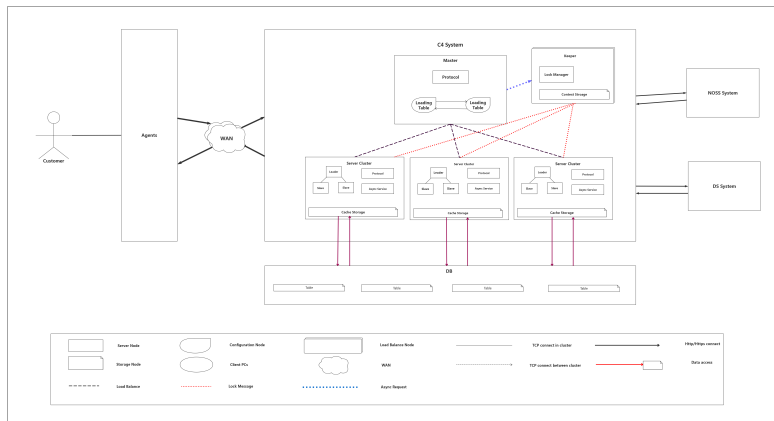 C4 System
Master
Keeper
Protocol
Lock Manager
NOSS System
Loading
Table
Loading
Table
Context Storage
Agents
WAN
Customer
Server Cluster
Server Cluster
Server Cluster
Leader
Protocol
Leader
Protocol
Leader
Protocol
Slave
Slave
Async Service
Slave
Slave
Async Service
Slave
Slave
Async Service
DS System
Cache Storage
Cache Storage
Cache Storage
DB
Table
Table
Table
Table
Server Node
Configuration Node
Load Balance Node
TCP connect in cluster
Http/Https connect
Storage Node
Client PCs
WAN
TCP connect between cluster
Data access
Load Balance
Lock Message
Async Request